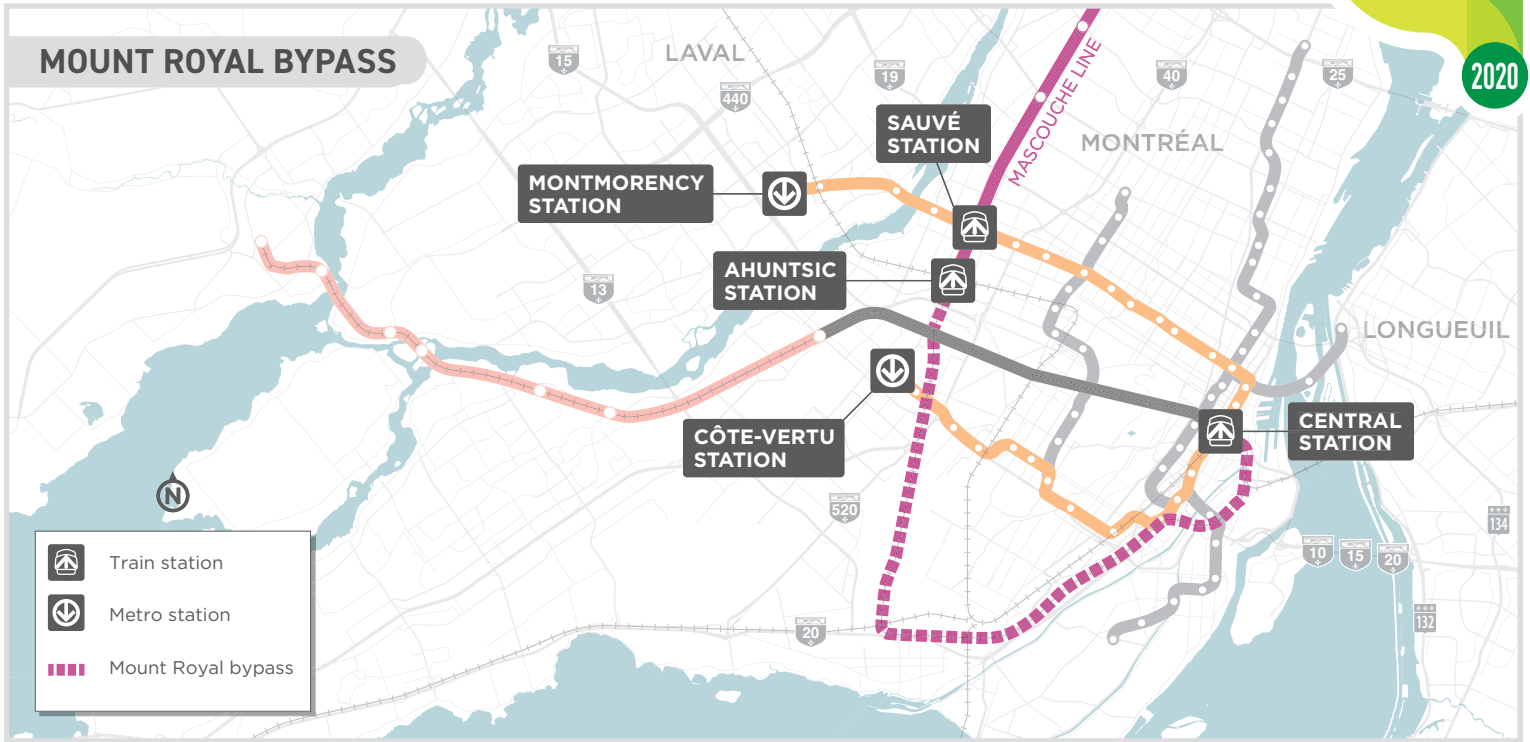 MOUNT ROYAL BYPASS
2020
LAVAL
15
440
19
40
25
MASCOUCHE LINE
SAUVÉ
STATION
MONTRÉAL
MONTMORENCY
STATION
AHUNTSIC
STATION
13
LONGUEUIL
CÔTE-VERTU
STATION
CENTRAL
STATION
N
520
134
10
15
20
132
20
Train station
Metro station
Mount Royal bypass